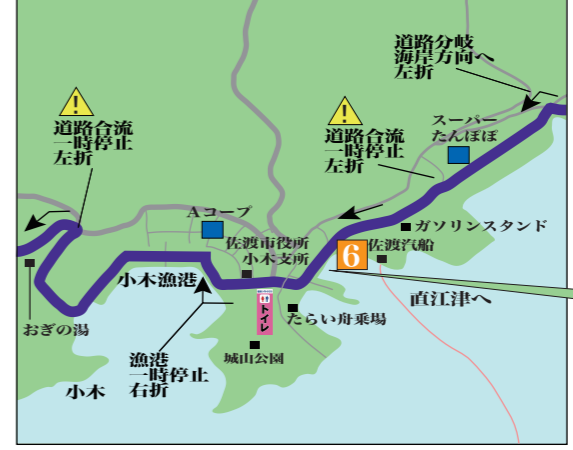 道路分岐
海岸方向へ
左折
!
道路合流
一時停止
左折
!
道路合流
一時停止
左折
スーパー
たんぽぽ
Aコープ
ガソリンスタンド
佐渡市役所
小木支所
6
佐渡汽船
小木漁港
直江津へ
トイレ
たらい舟乗場
おぎの湯
漁港
一時停止
右折
城山公園
小木